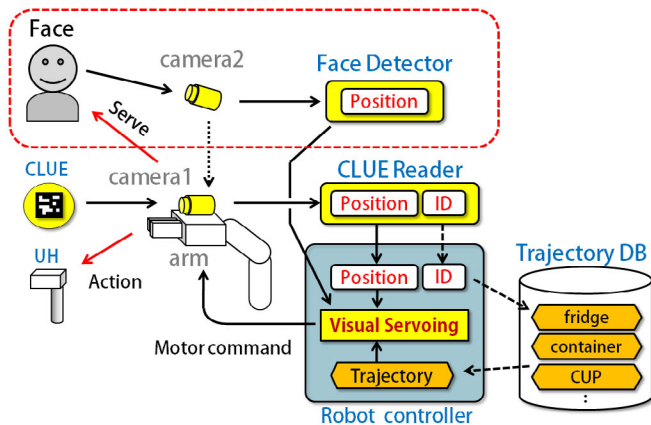 Face
camera2
Face Detector
Position
Serve
CLUE
camera1
CLUE Reader
Position ID
UH
Action
arm
Position ID
Trajectory DB
fridge
container
CUP
:
Visual Servoing
Motor command
Trajectory
Robot controller